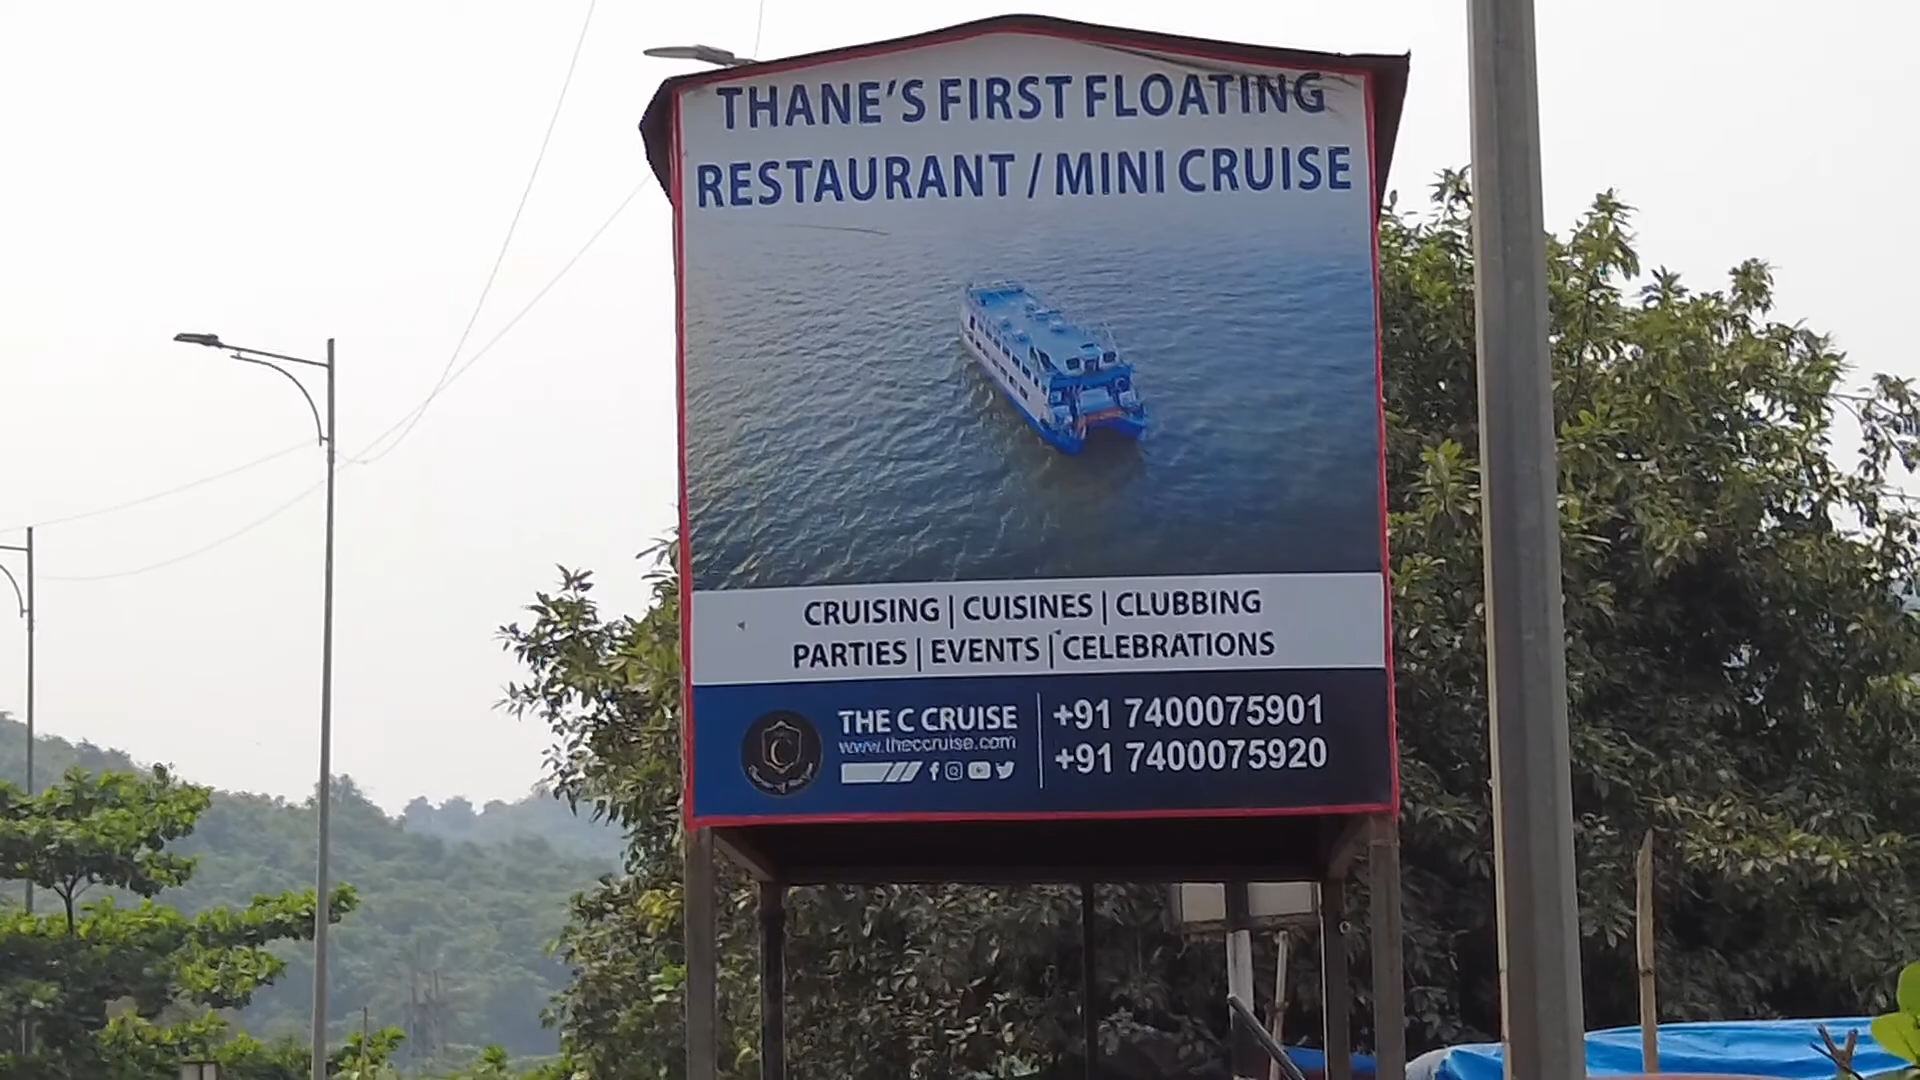 THANE'S FIRST FLOATING
RESTAURANT / MINI CRUISE
CRUISING | CUISINES | CLUBBING
PARTIES | EVENTS | CELEBRATIONS
THE C CRUISE
www.theccruise.com
+91 7400075901
+91 7400075920
C